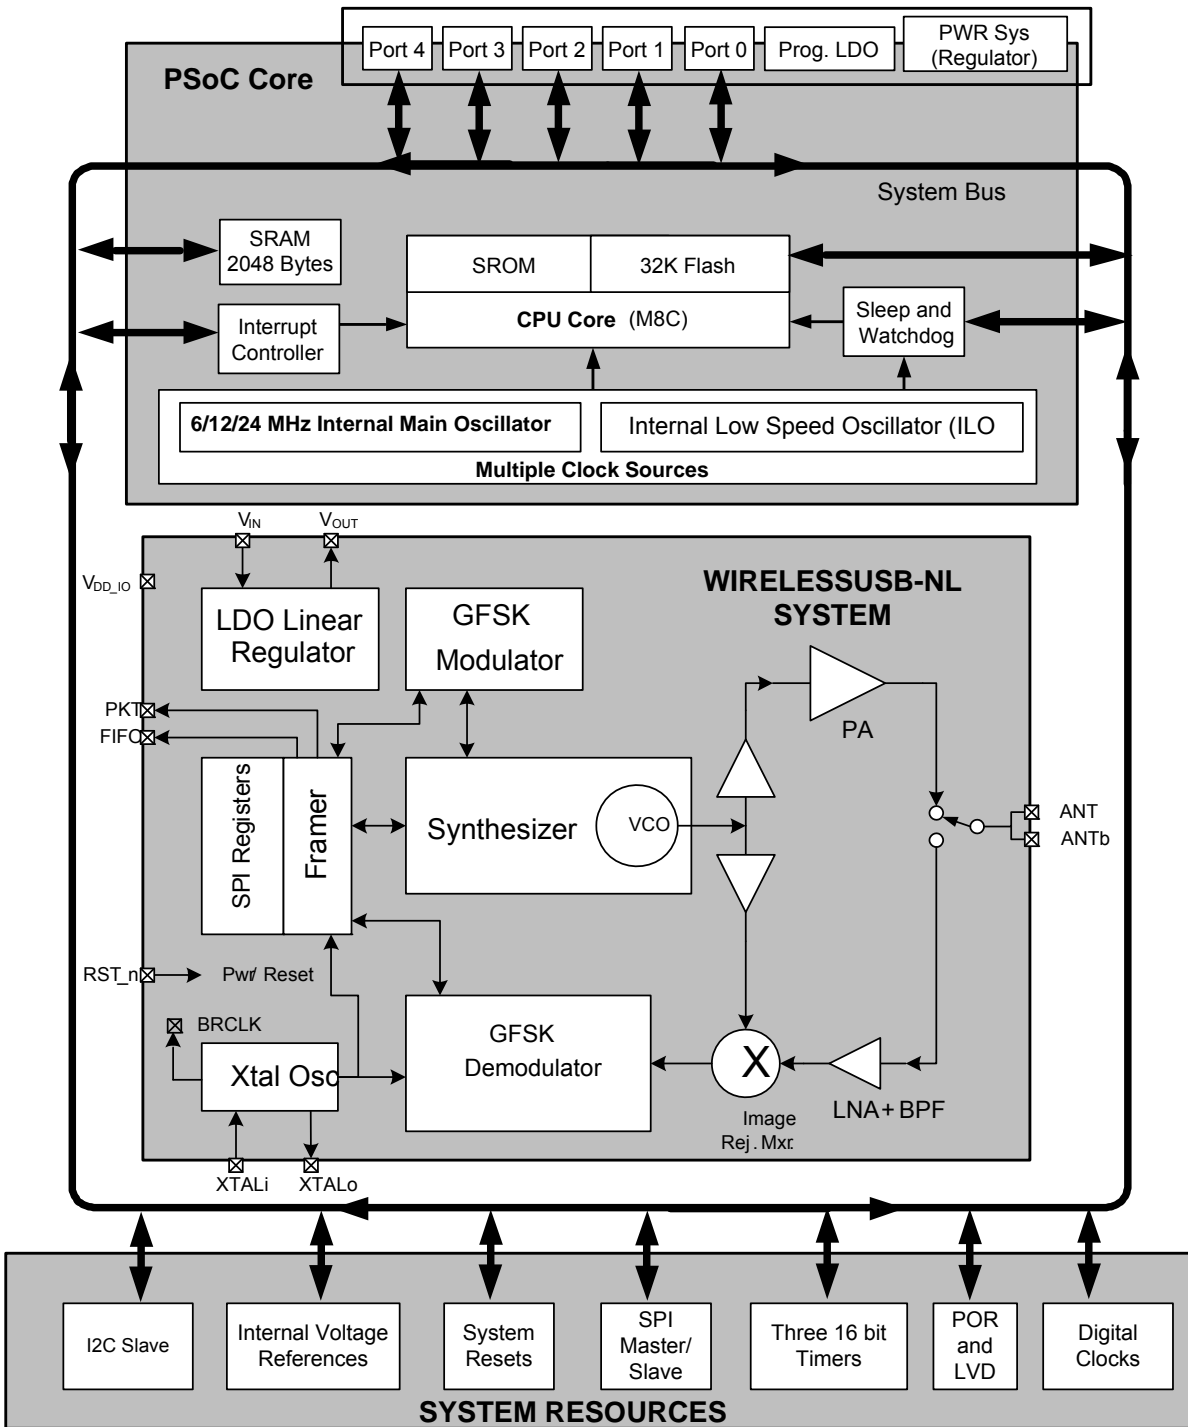 Port 4
Port 3
Port 2
Port 1
Port 0
Prog. LDO
PWR Sys
(Regulator)
PSoC Core
System Bus
SRAM
2048 Bytes
SROM
32K Flash
CPU Core (M8C)
Interrupt
Controller
Sleep and
Watchdog
6/12/24 MHz Internal Main Oscillator
Internal Low Speed Oscillator (ILO
Multiple Clock Sources
VIN
VOUT
VDD_IO
WIRELESSUSB-NL
SYSTEM
LDO Linear
Regulator
GFSK
Modulator
PKT
FIFO
PA
SPI Registers
Framer
Synthesizer
VCO
ANT
ANTb
RST_n
Pwr/ Reset
BRCLK
Xtal Osc
GFSK
Demodulator
X
LNA + BPF
Image
Rej. Mxr.
XTALi
XTALo
I2C Slave
Internal Voltage
References
System
Resets
SPI
Master/
Slave
Three 16 bit
Timers
POR
and
LVD
Digital
Clocks
SYSTEM RESOURCES